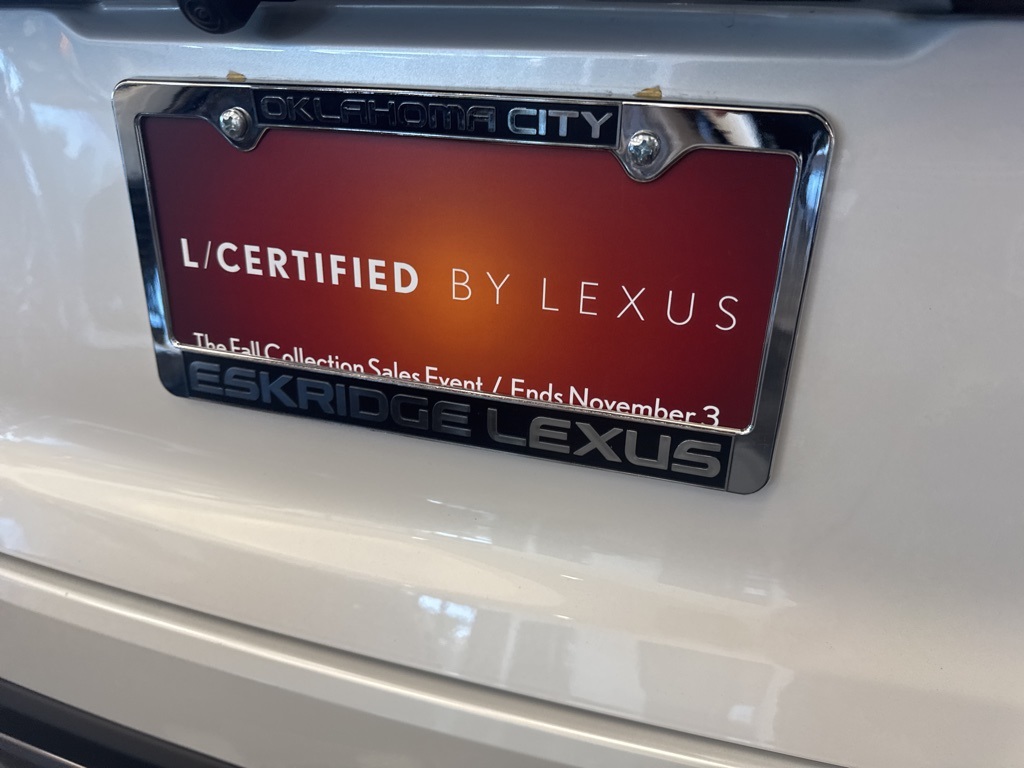 OKLAHOMA CITY
L/CERTIFIED BY LEXUS
The Fall Collection Sales Event / Ends November 3
ESKRIDGE LEXUS